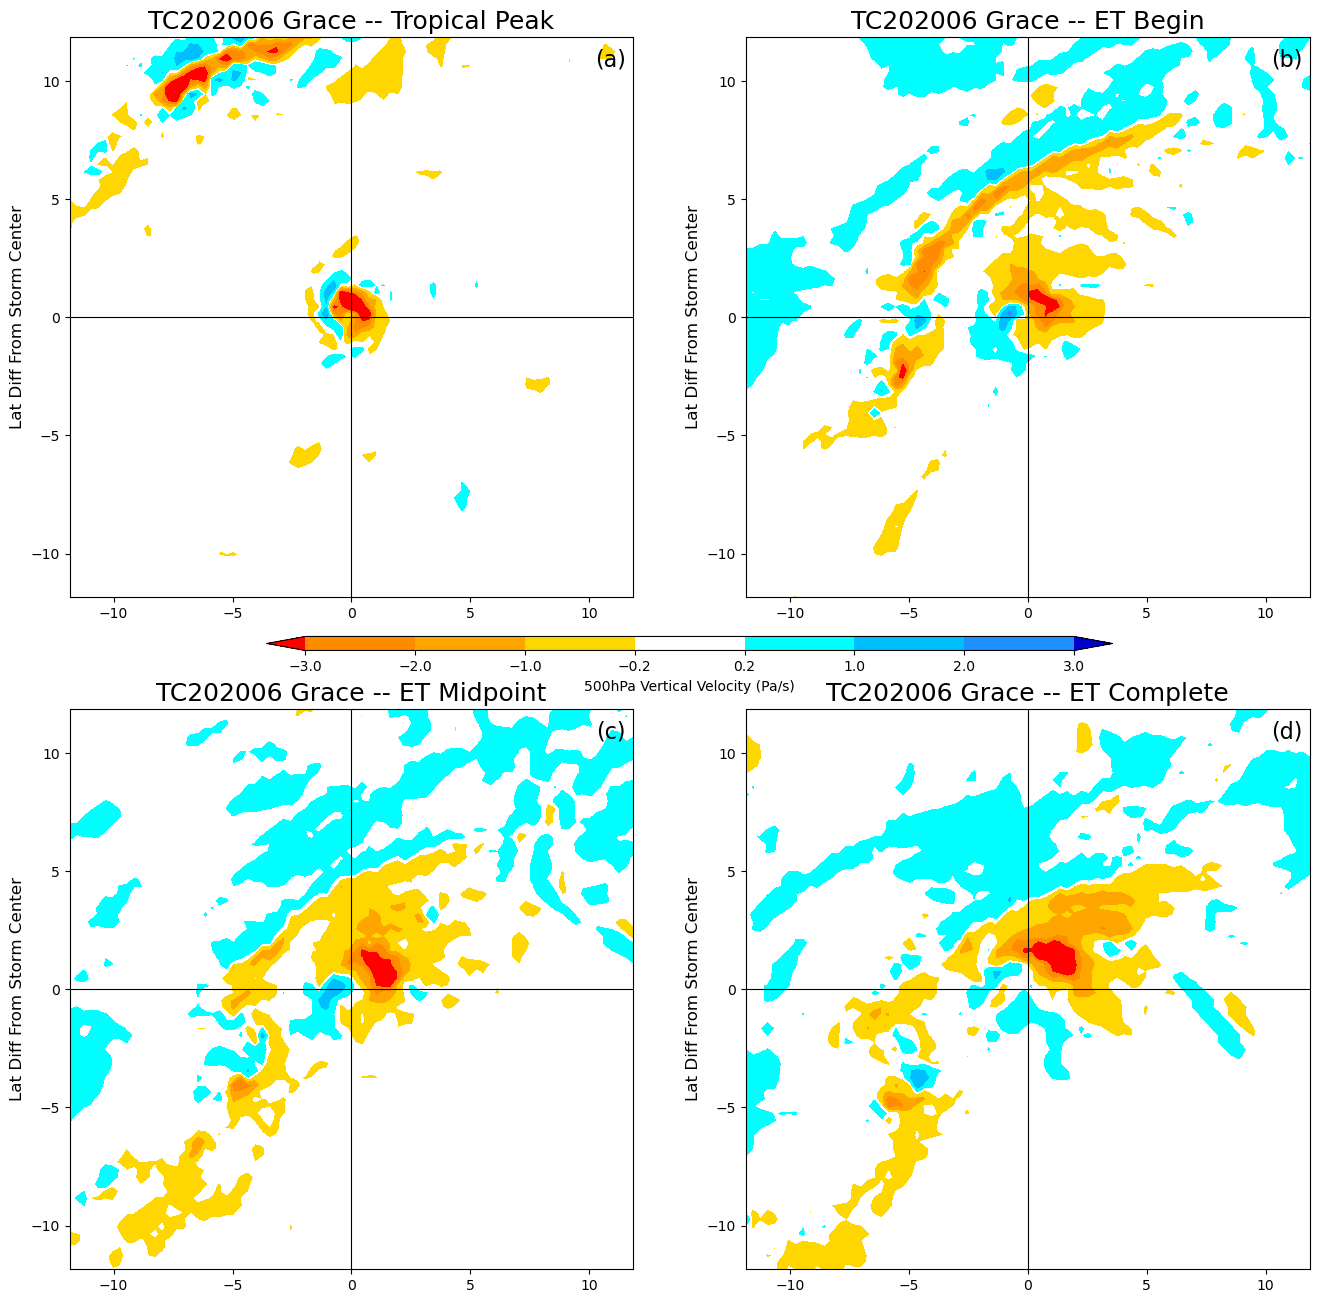 TC202006 Grace -- Tropical Peak
TC202006 Grace -- ET Begin
(a)
(b)
Lat Diff From Storm Center
Lat Diff From Storm Center
10
5
0
−5
−10
10
5
0
−5
−10
−10 −5 0 5 10
−10 −5 0 5 10
−3.0 −2.0 −1.0 −0.2 0.2 1.0 2.0 3.0
500hPa Vertical Velocity (Pa/s)
TC202006 Grace -- ET Midpoint
TC202006 Grace -- ET Complete
(c)
(d)
Lat Diff From Storm Center
Lat Diff From Storm Center
10
5
0
−5
−10
10
5
0
−5
−10
−10 −5 0 5 10
−10 −5 0 5 10